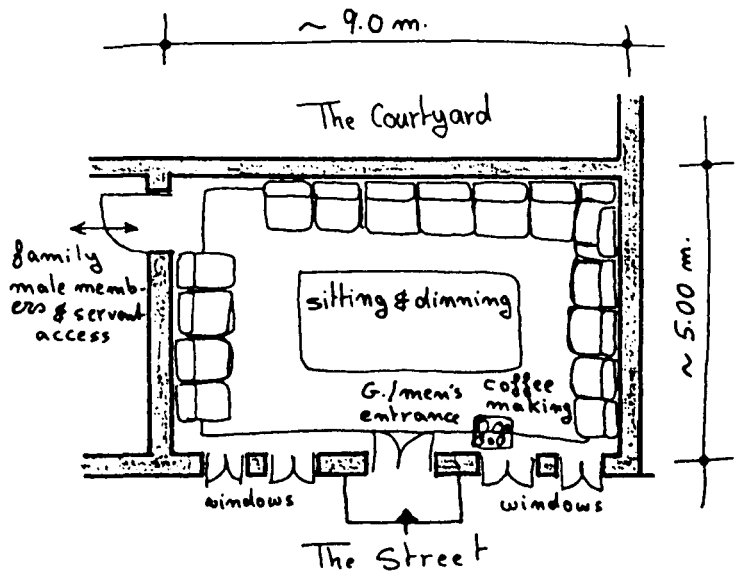 ~ 9.0 m.
The Courtyard
family
male memb-
ers & servant
access
sitting & dinning
~ 5.00 m.
G./men's
entrance
coffee
making
windows
windows
The Street